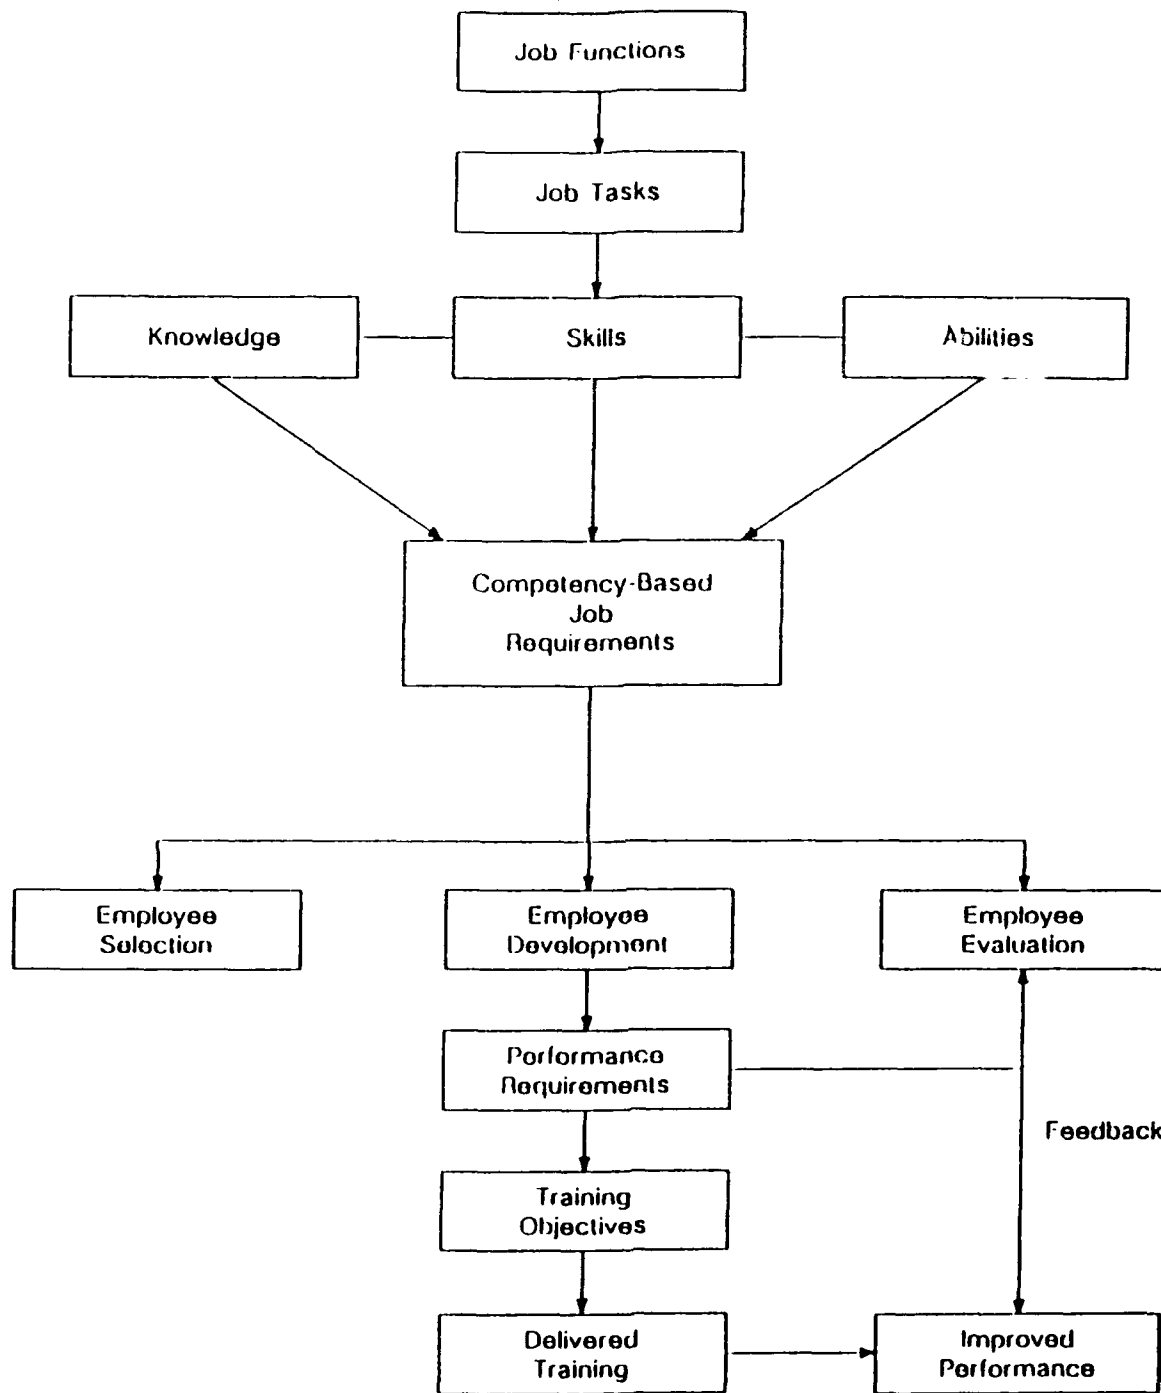 Job Functions
Job Tasks
Knowledge
Skills
Abilities
Competency-Based
Job
Requirements
Employee
Selection
Employee
Development
Employee
Evaluation
Performance
Requirements
Feedback
Training
Objectives
Delivered
Training
Improved
Performance